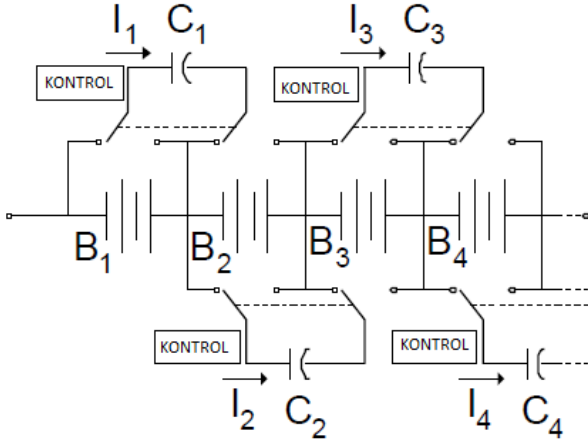 I1 C1 I3 C3
KONTROL KONTROL
B1 B2 B3 B4
KONTROL KONTROL
I2 C2 I4 C4